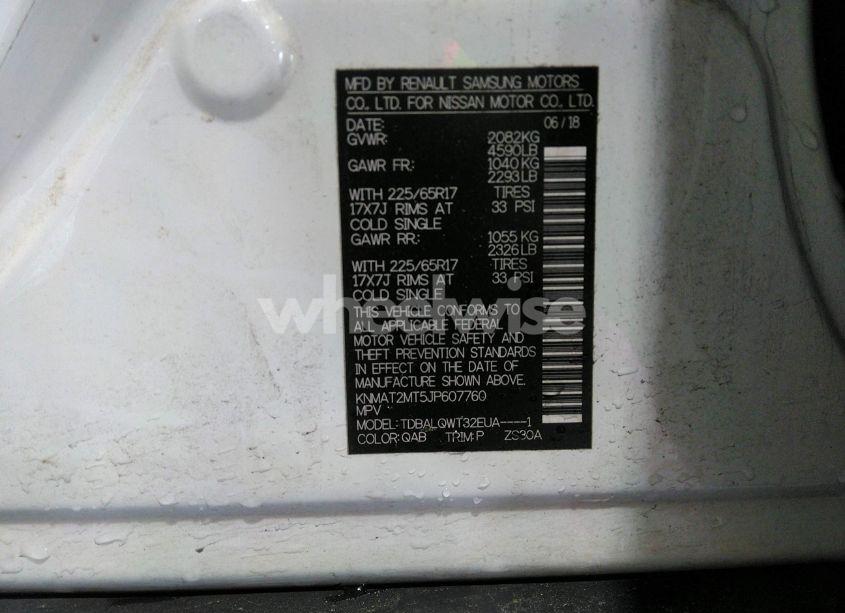 MFD BY RENAULT SAMSUNG MOTORS
CO., LTD. FOR NISSAN MOTOR CO., LTD.
DATE: 06/18
GVWR: 2082KG
4590LB
GAWR FR: 1040KG
2293LB
WITH 225/65R17 TIRES
17X7J RIMS AT 33 PSI
COLD SINGLE
GAWR RR: 1055 KG
2326LB
WITH 225/65R17 TIRES
17X7J RIMS AT 33 PSI
COLD SINGLE
THIS VEHICLE CONFORMS TO
ALL APPLICABLE FEDERAL
MOTOR VEHICLE SAFETY AND
THEFT PREVENTION STANDARDS
IN EFFECT ON THE DATE OF
MANUFACTURE SHOWN ABOVE.
KNMAT2MT5JP607760
MPV
MODEL: TDBALQWT32EUA----1
COLOR: QAB TRIM: P ZS90A
wheelwise